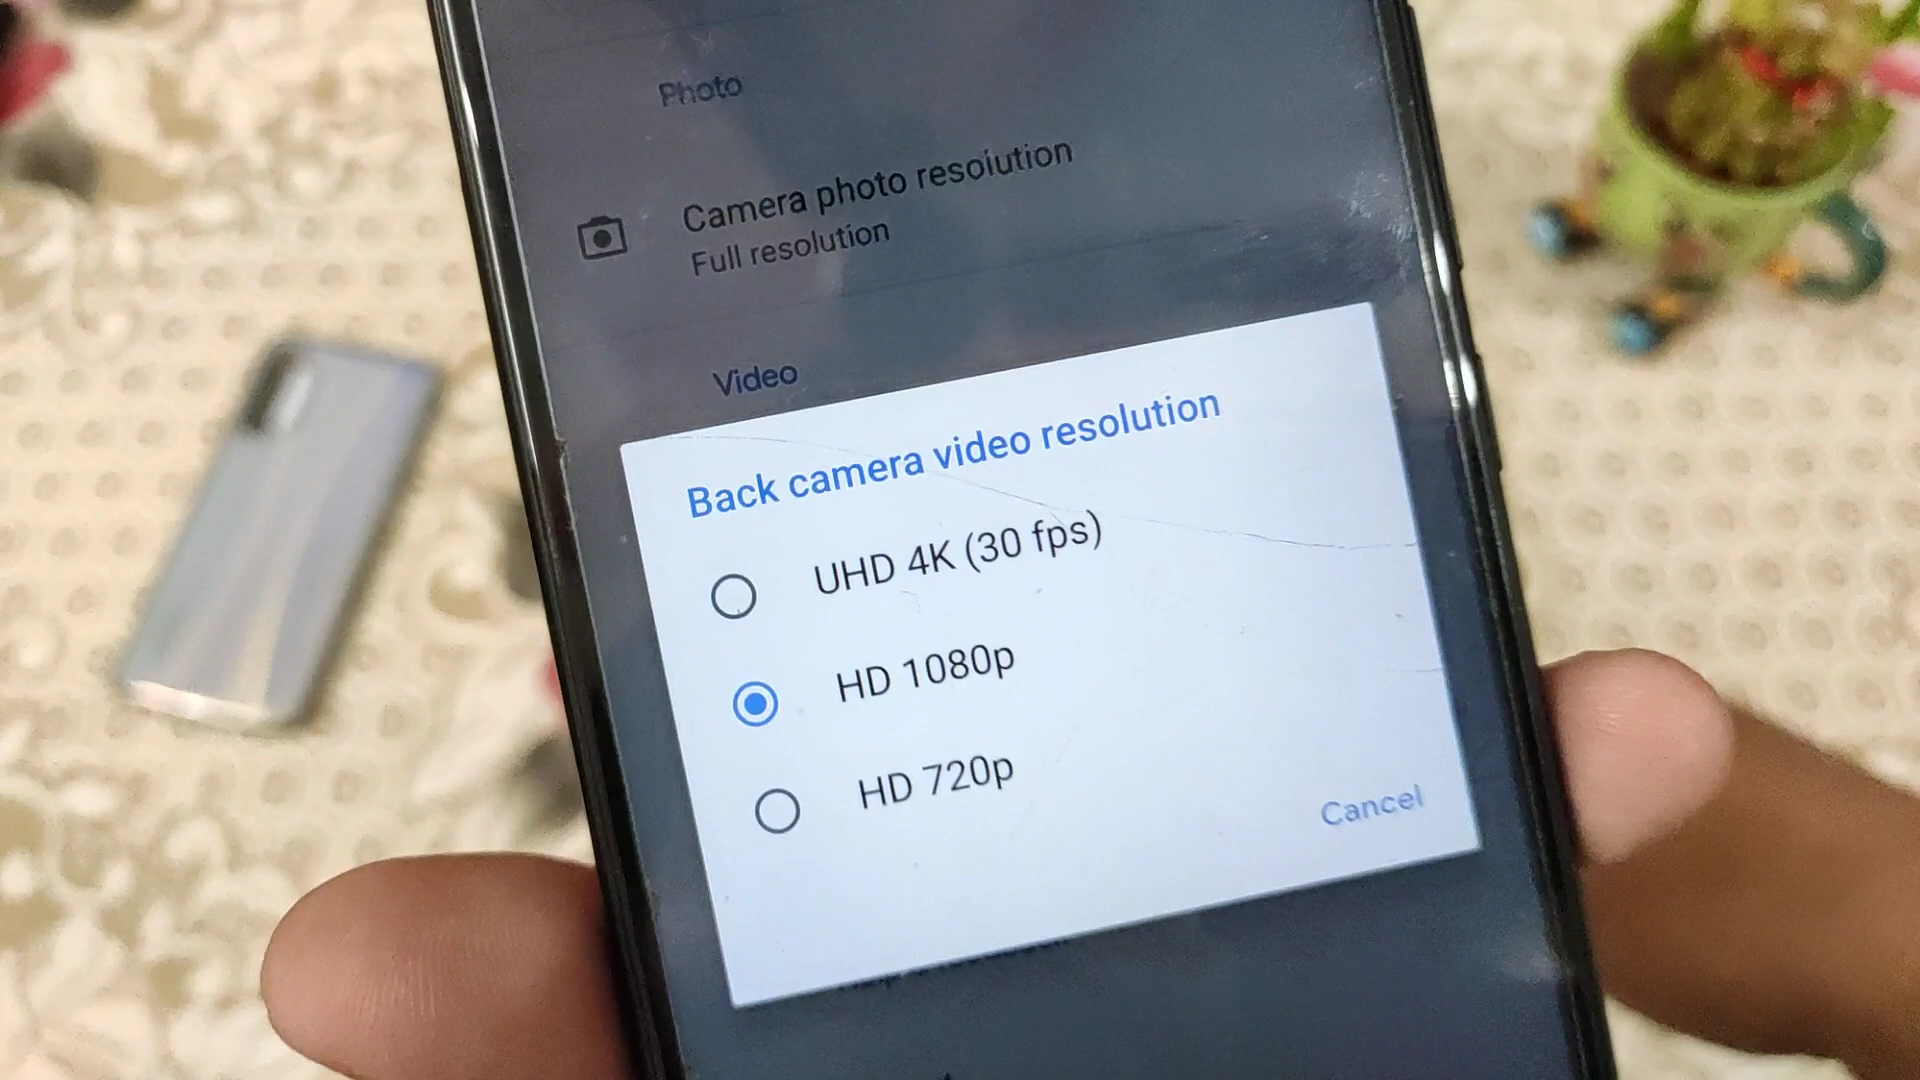 Photo
Camera photo resolution
Full resolution
Video
Back camera video resolution
UHD 4K (30 fps)
HD 1080p
HD 720p
Cancel